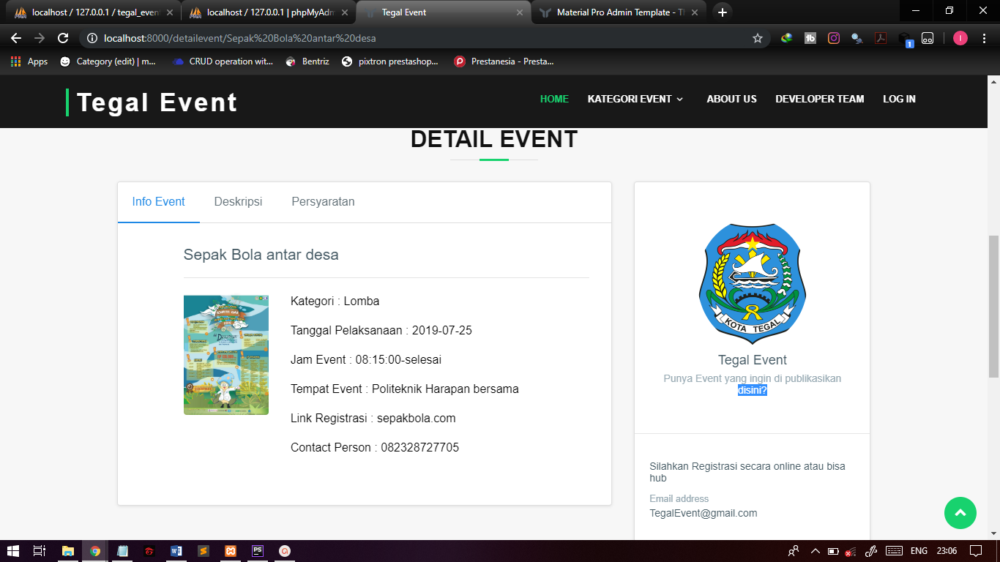 localhost / 127.0.0.1 / tegal_even
localhost / 127.0.0.1 | phpMyAdm
Tegal Event
Material Pro Admin Template - Th
localhost:8000/detailevent/Sepak%20Bola%20antar%20desa
Apps
Category (edit) | m...
CRUD operation wit...
Bentriz
pixtron prestashop...
Prestanesia - Presta...
Tegal Event
HOME
KATEGORI EVENT
ABOUT US
DEVELOPER TEAM
LOG IN
DETAIL EVENT
Info Event
Deskripsi
Persyaratan
Sepak Bola antar desa
Kategori : Lomba
Tanggal Pelaksanaan : 2019-07-25
Jam Event : 08:15:00-selesai
Tempat Event : Politeknik Harapan bersama
Link Registrasi : sepakbola.com
Contact Person : 082328727705
KOTA TEGAL
Tegal Event
Punya Event yang ingin di publikasikan
disini?
Silahkan Registrasi secara online atau bisa
hub
Email address
TegalEvent@gmail.com
ENG
23:06